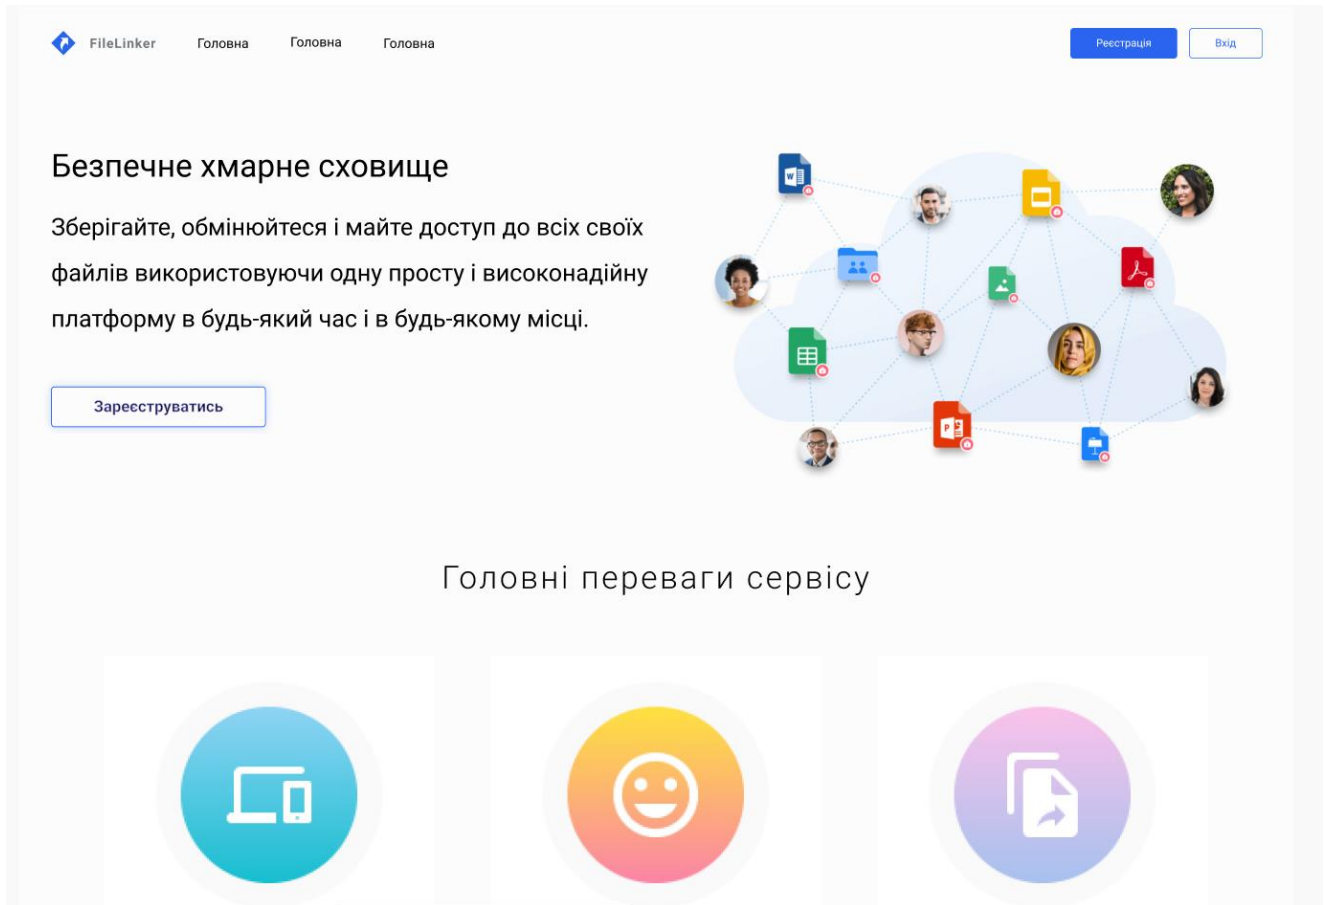 FileLinker
Головна
Головна
Головна
Реєстрація
Вхід
Безпечне хмарне сховище
Зберігайте, обмінюйтеся і майте доступ до всіх своїх
файлів використовуючи одну просту і високонадійну
платформу в будь-який час і в будь-якому місці.
Зареєструватись
W
P
Головні переваги сервісу